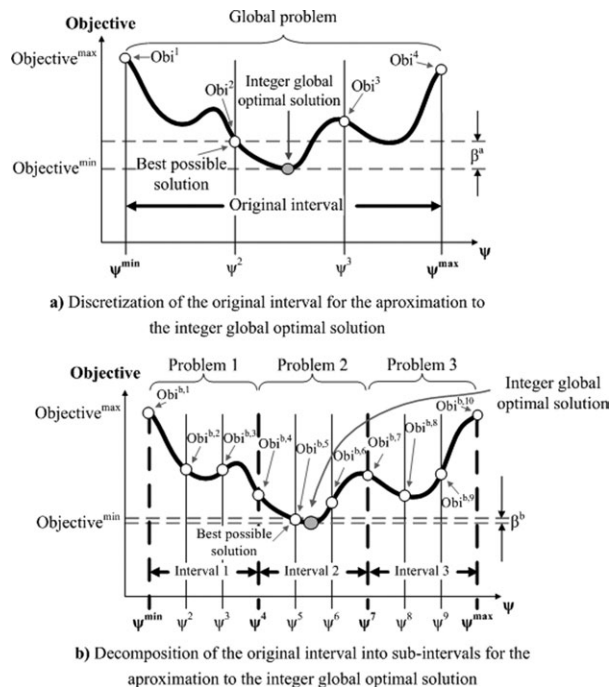 Objective
Global problem
Objective^max
Obi^1
Obi^2
Integer global
optimal solution
Obi^3
Obi^4
Objective^min
Best possible
solution
β^a
Original interval
Ψ^min
ψ^2
ψ^3
Ψ^max
Ψ
a) Discretization of the original interval for the aproximation to
the integer global optimal solution
Problem 1
Problem 2
Problem 3
Objective
Integer global
optimal solution
Objective^max
Obi^b,1
Obi^b,2
Obi^b,3
Obi^b,4
Obi^b,5
Obi^b,6
Obi^b,7
Obi^b,8
Obi^b,9
Obi^b,10
Objective^min
Best possible
solution
β^b
Interval 1
Interval 2
Interval 3
Ψ^min
ψ^2
ψ^3
ψ^4
ψ^5
ψ^6
ψ^7
ψ^8
ψ^9
Ψ^max
Ψ
b) Decomposition of the original interval into sub-intervals for the
aproximation to the integer global optimal solution